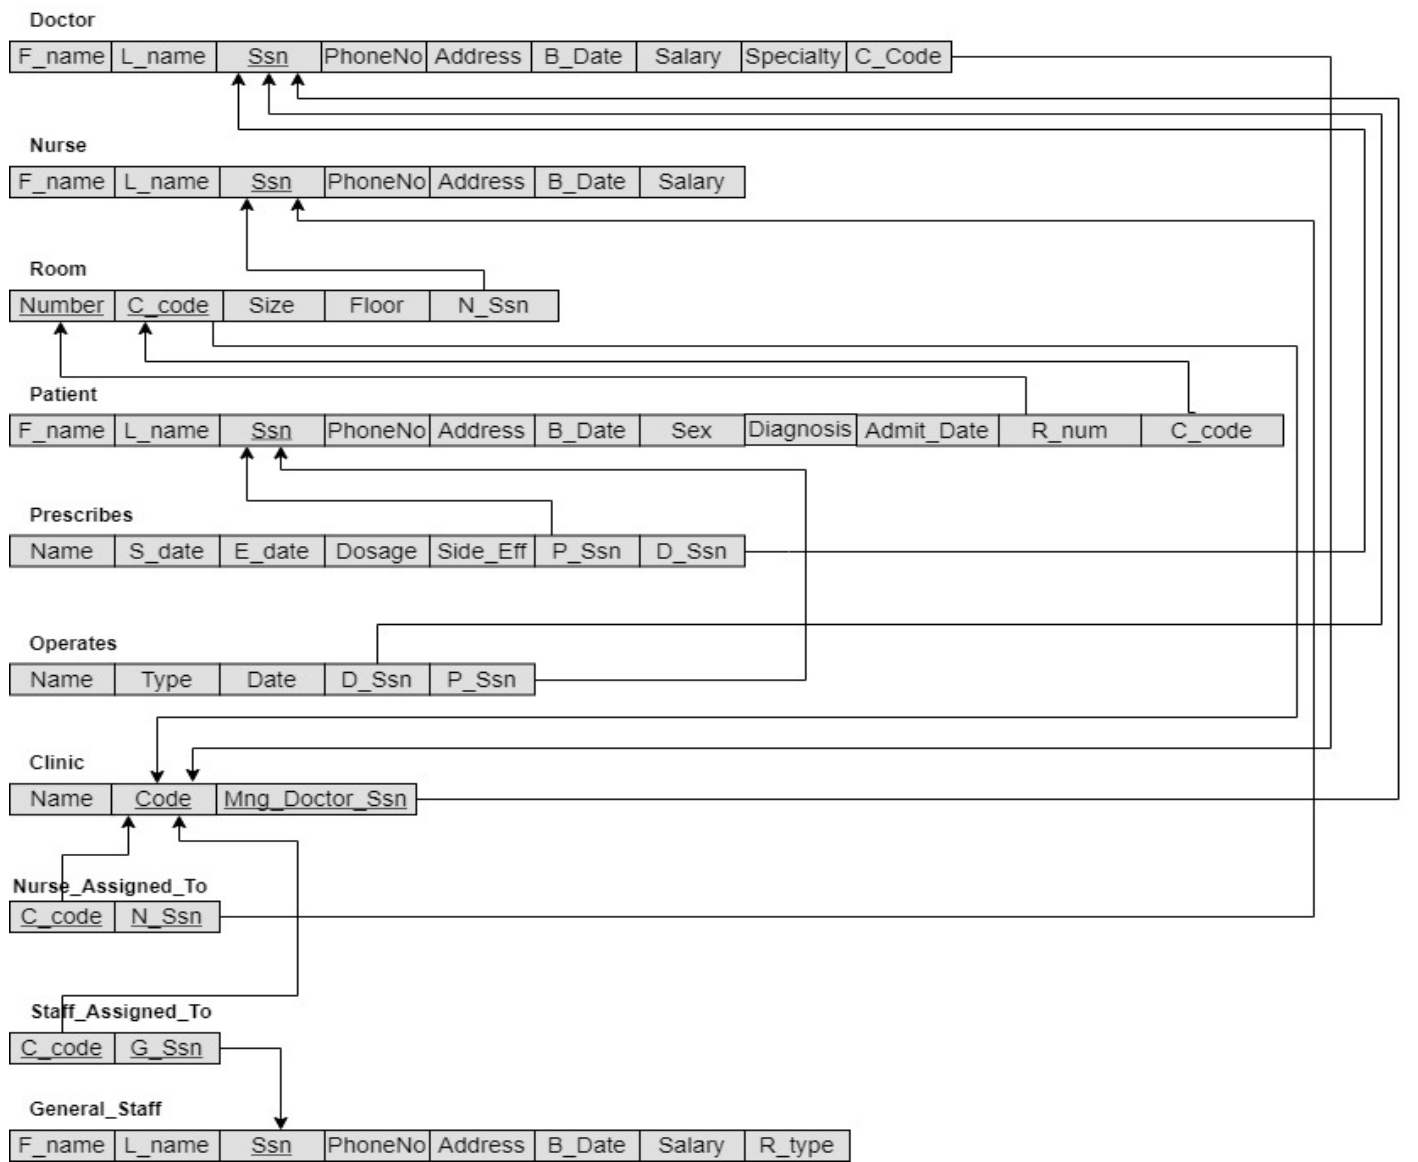 Doctor
F_name L_name Ssn PhoneNo Address B_Date Salary Specialty C_Code
Nurse
F_name L_name Ssn PhoneNo Address B_Date Salary
Room
Number C_code Size Floor N_Ssn
Patient
F_name L_name Ssn PhoneNo Address B_Date Sex Diagnosis Admit_Date R_num C_code
Prescribes
Name S_date E_date Dosage Side_Eff P_Ssn D_Ssn
Operates
Name Type Date D_Ssn P_Ssn
Clinic
Name Code Mng_Doctor_Ssn
Nurse_Assigned_To
C_code N_Ssn
Staff_Assigned_To
C_code G_Ssn
General_Staff
F_name L_name Ssn PhoneNo Address B_Date Salary R_type